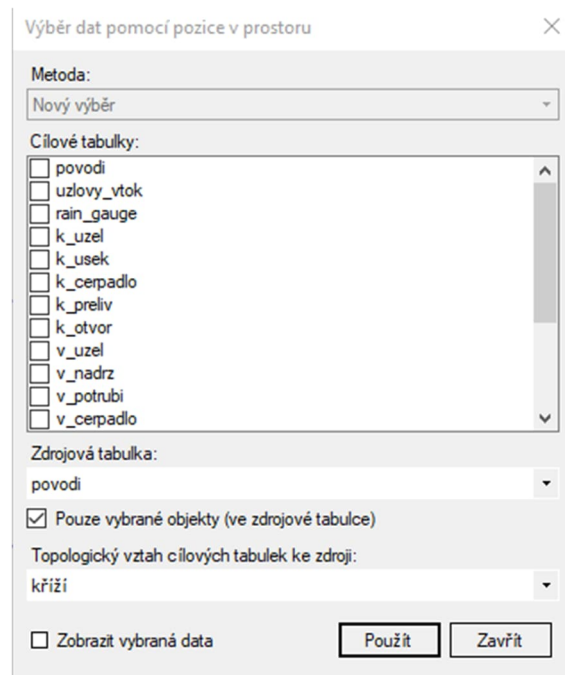 Výběr dat pomocí pozice v prostoru
Metoda:
Nový výběr
Cílové tabulky:
povodi
uzlovy_vtok
rain_gauge
k_uzel
k_usek
k_cerpadlo
k_preliv
k_otvor
v_uzel
v_nadrz
v_potrubi
v_cerpadlo
Zdrojová tabulka:
povodi
Pouze vybrané objekty (ve zdrojové tabulce)
Topologický vztah cílových tabulek ke zdroji:
kříží
Zobrazit vybraná data Použít Zavřít